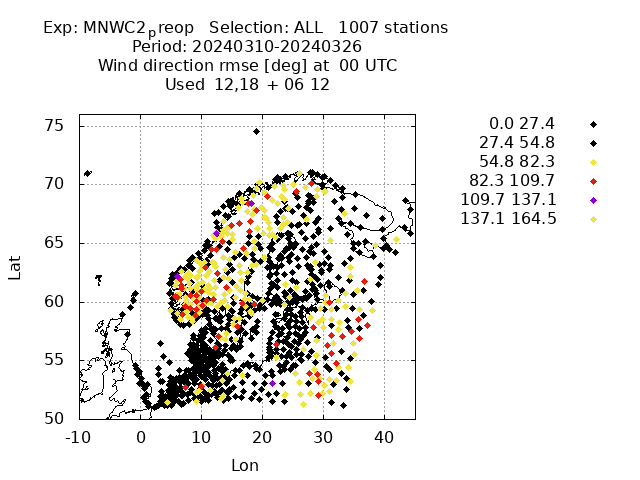 Exp: MNWC2_preop   Selection: ALL   1007 stations
Period: 20240310-20240326
Wind direction rmse [deg] at  00 UTC
Used  12,18 + 06 12
0.0 27.4
27.4 54.8
54.8 82.3
82.3 109.7
109.7 137.1
137.1 164.5
Lat
75
70
65
60
55
50
-10 0 10 20 30 40
Lon